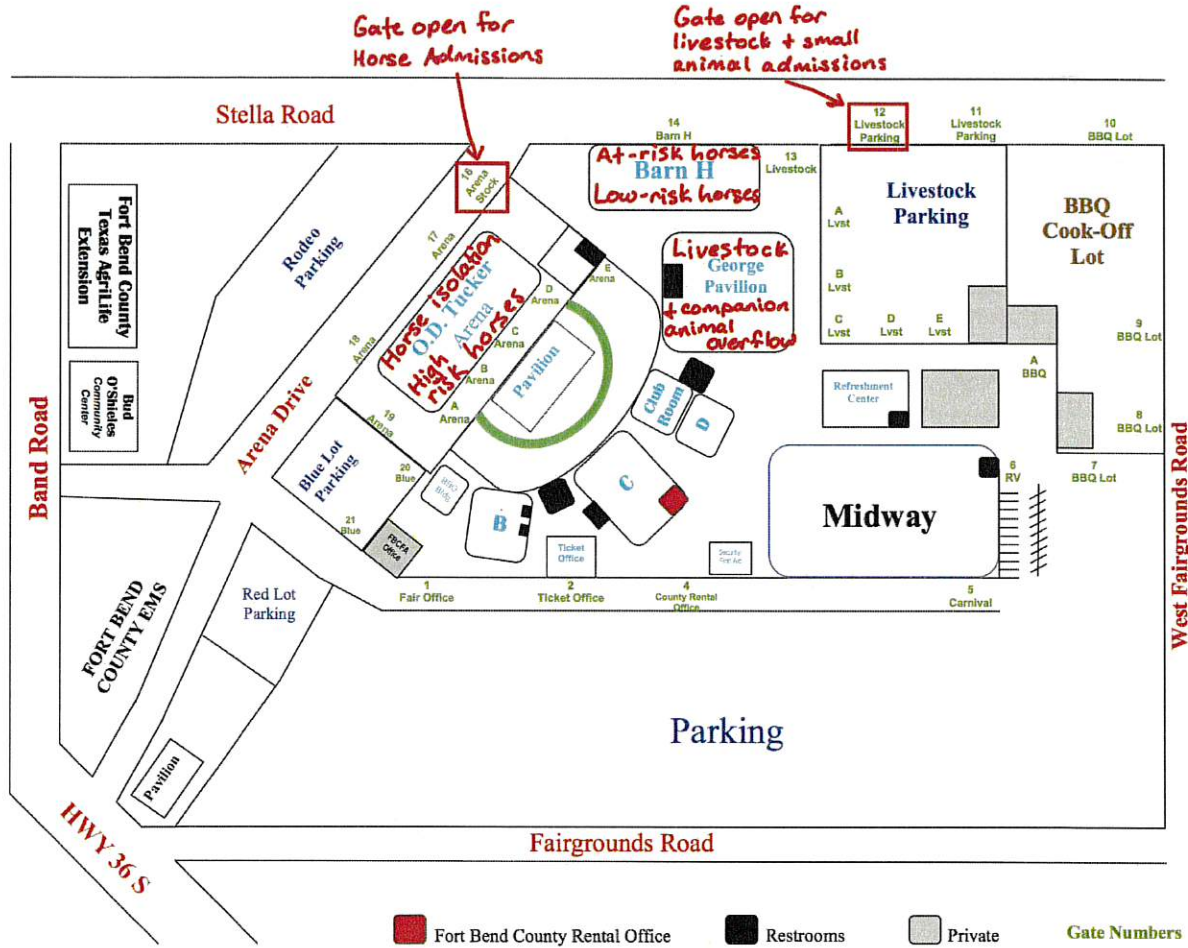 Gate open for
Horse Admissions
Gate open for
livestock + small
animal admissions
Stella Road
14
Barn H
12
Livestock
Parking
11
Livestock
Parking
10
BBQ Lot
13
Livestock
16
Arena
Stock
At-risk horses
Barn H
Low-risk horses
Livestock
Parking
BBQ
Cook-Off
Lot
Fort Bend County
Texas AgriLife
Extension
Rodeo
Parking
17
Arena
18
Arena
19
Arena
Horse isolation
O.D. Tucker
Arena
High
risk horses
E
Arena
D
Arena
C
Arena
B
Arena
A
Arena
Pavilion
Livestock
George
Pavilion
+ companion
animal
overflow
A
Lvst
B
Lvst
C
Lvst
D
Lvst
E
Lvst
9
BBQ Lot
A
BBQ
8
BBQ Lot
7
BBQ Lot
Refreshment
Center
Club
Room
D
C
B
Bud
O'Shieles
Community
Center
Band Road
Arena Drive
Blue Lot
Parking
20
Blue
21
Blue
FBCFA
Office
Ticket
Office
Midway
6
RV
West Fairgrounds Road
1
Fair Office
2
Ticket Office
4
County Rental
Office
5
Carnival
Red Lot
Parking
FORT BEND
COUNTY EMS
Parking
Pavilion
HWY 36 S
Fairgrounds Road
Fort Bend County Rental Office
Restrooms
Private
Gate Numbers